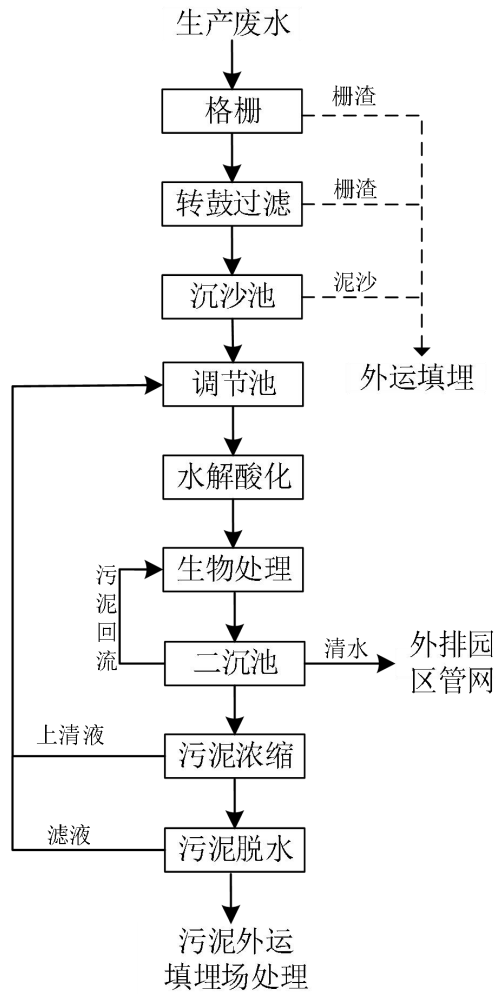 生产废水
格栅
栅渣
转鼓过滤
栅渣
沉沙池
泥沙
调节池
外运填埋
水解酸化
生物处理
污泥回流
二沉池
清水
外排园
区管网
上清液
污泥浓缩
滤液
污泥脱水
污泥外运
填埋场处理